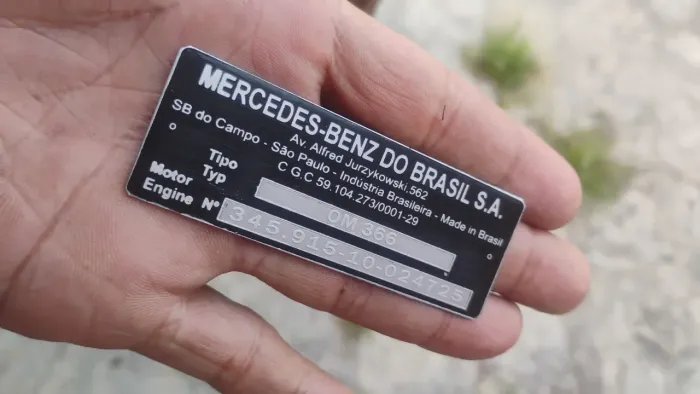 MERCEDES-BENZ DO BRASIL S.A.
Av. Alfred Jurzykowski.562
SB do Campo - São Paulo - Indústria Brasileira - Made in Brasil
C G C 59.104.273/0001-29
Tipo
Typ
OM 366
Motor
Engine
N°
345.915-10-024725